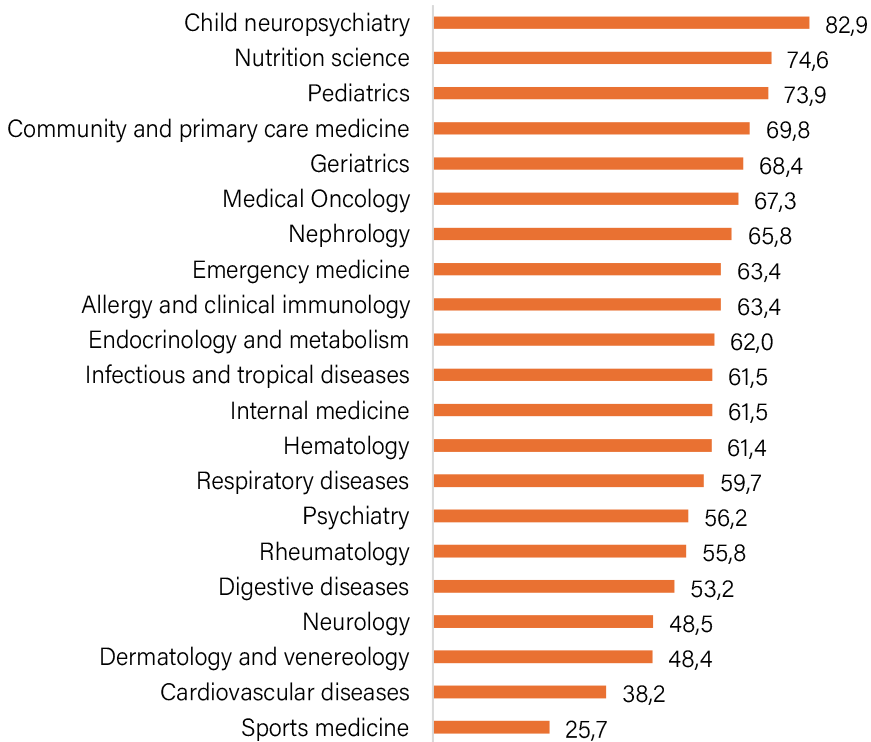 Child neuropsychiatry 82,9
Nutrition science 74,6
Pediatrics 73,9
Community and primary care medicine 69,8
Geriatrics 68,4
Medical Oncology 67,3
Nephrology 65,8
Emergency medicine 63,4
Allergy and clinical immunology 63,4
Endocrinology and metabolism 62,0
Infectious and tropical diseases 61,5
Internal medicine 61,5
Hematology 61,4
Respiratory diseases 59,7
Psychiatry 56,2
Rheumatology 55,8
Digestive diseases 53,2
Neurology 48,5
Dermatology and venereology 48,4
Cardiovascular diseases 38,2
Sports medicine 25,7